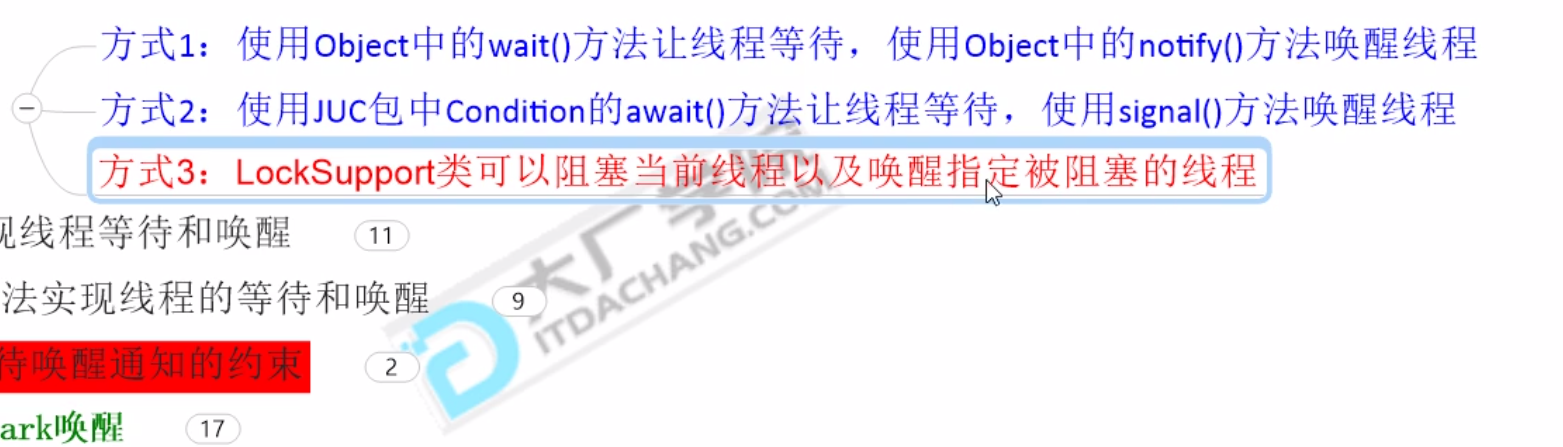 方式1：使用Object中的wait()方法让线程等待，使用Object中的notify()方法唤醒线程
方式2：使用JUC包中Condition的await()方法让线程等待，使用signal()方法唤醒线程
方式3：LockSupport类可以阻塞当前线程以及唤醒指定被阻塞的线程
现线程等待和唤醒 11
法实现线程的等待和唤醒 9
待唤醒通知的约束 2
ark唤醒 17
大厂学院
ITDACHANG.COM